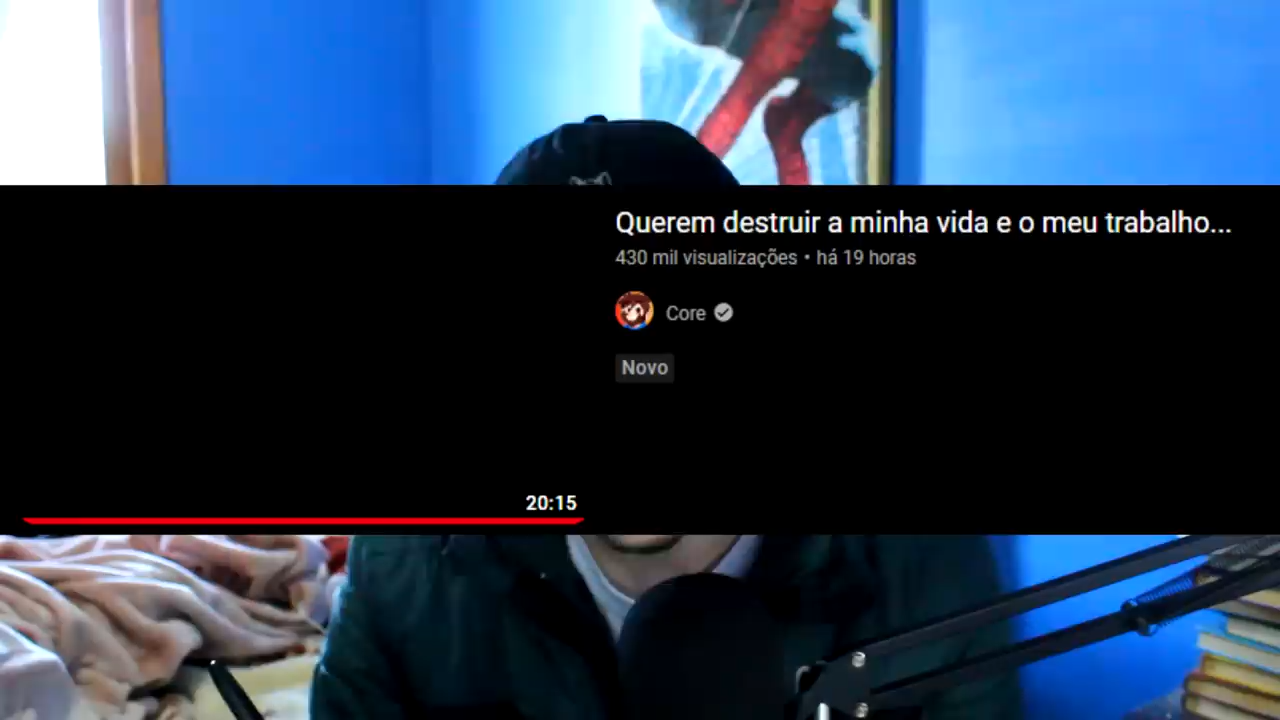 Querem destruir a minha vida e o meu trabalho...
430 mil visualizações • há 19 horas
Core
Novo
20:15